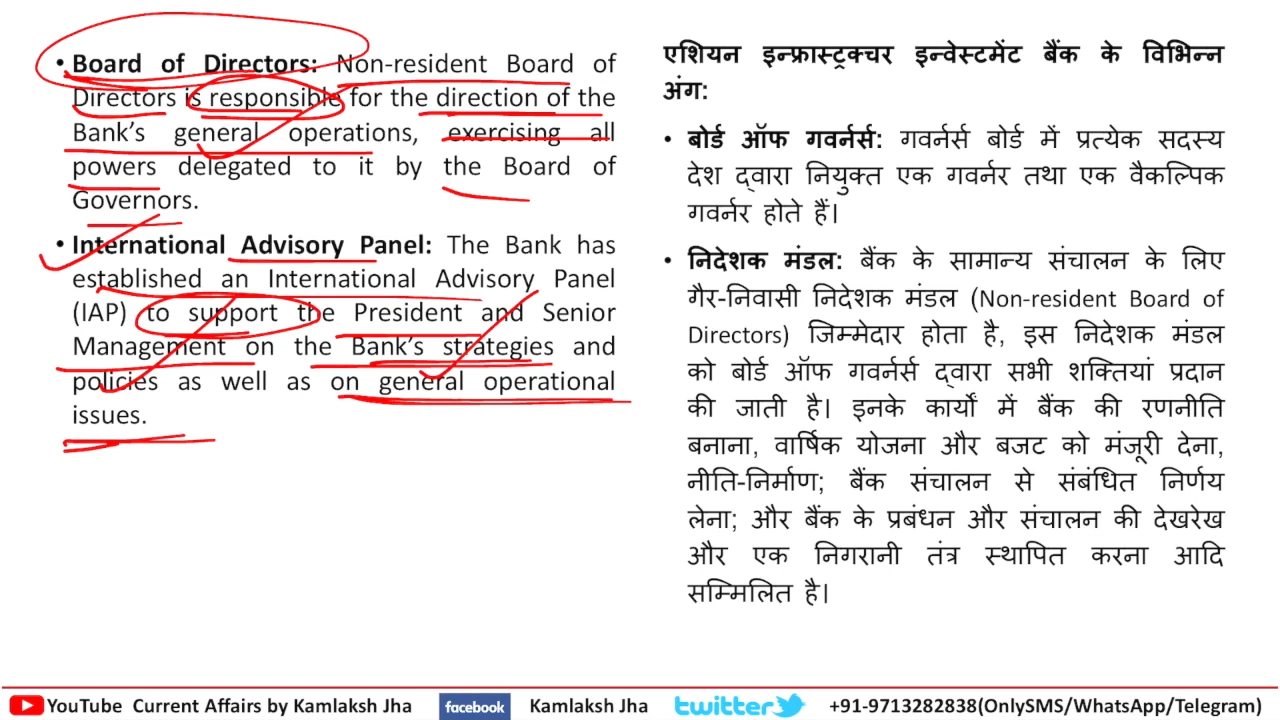 • Board of Directors: Non-resident Board of
Directors is responsible for the direction of the
Bank's general operations, exercising all
powers delegated to it by the Board of
Governors.
• International Advisory Panel: The Bank has
established an International Advisory Panel
(IAP) to support the President and Senior
Management on the Bank's strategies and
policies as well as on general operational
issues.
एशियन इन्फ्रास्ट्रक्चर इन्वेस्टमेंट बैंक के विभिन्न
अंग:
• बोर्ड ऑफ गवर्नर्स: गवर्नर्स बोर्ड में प्रत्येक सदस्य
देश द्वारा नियुक्त एक गवर्नर तथा एक वैकल्पिक
गवर्नर होते हैं।
• निदेशक मंडल: बैंक के सामान्य संचालन के लिए
गैर-निवासी निदेशक मंडल (Non-resident Board of
Directors) जिम्मेदार होता है, इस निदेशक मंडल
को बोर्ड ऑफ गवर्नर्स द्वारा सभी शक्तियां प्रदान
की जाती है। इनके कार्यों में बैंक की रणनीति
बनाना, वार्षिक योजना और बजट को मंजूरी देना,
नीति-निर्माण; बैंक संचालन से संबंधित निर्णय
लेना; और बैंक के प्रबंधन और संचालन की देखरेख
और एक निगरानी तंत्र स्थापित करना आदि
सम्मिलित है।
YouTube Current Affairs by Kamlaksh Jha facebook Kamlaksh Jha twitter +91-9713282838(OnlySMS/WhatsApp/Telegram)